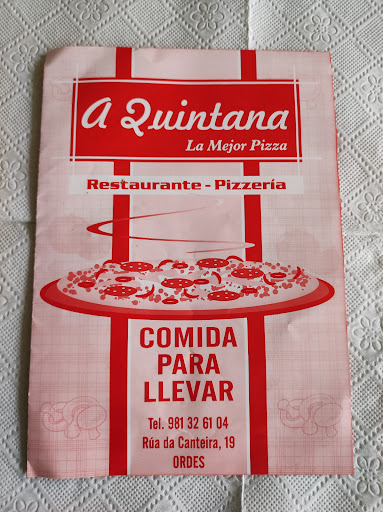 A Quintana
La Mejor Pizza
Restaurante - Pizzería
COMIDA
PARA
LLEVAR
Tel. 981 32 61 04
Rúa da Canteira, 19
ORDES